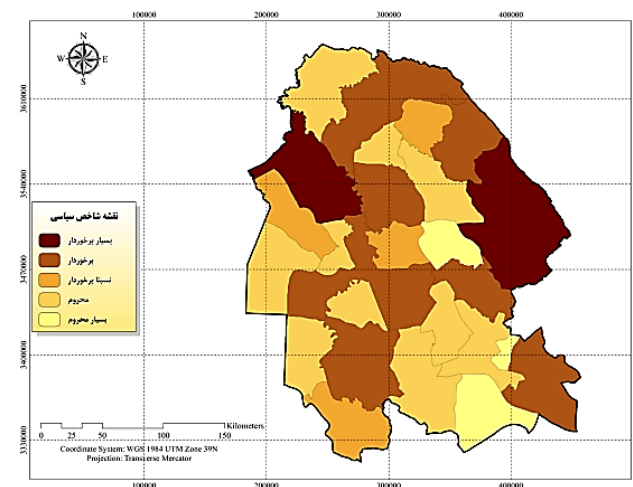 100000 200000 300000 400000
N
W E
S
3610000
3540000
3470000
3400000
3330000
نقشه شاخص سیاسی
بسیار برخوردار
برخوردار
نسبتا برخوردار
محروم
بسیار محروم
Kilometers
0 25 50 100 150
Coordinate System: WGS 1984 UTM Zone 39N
Projection: Transverse Mercator
100000 200000 300000 400000